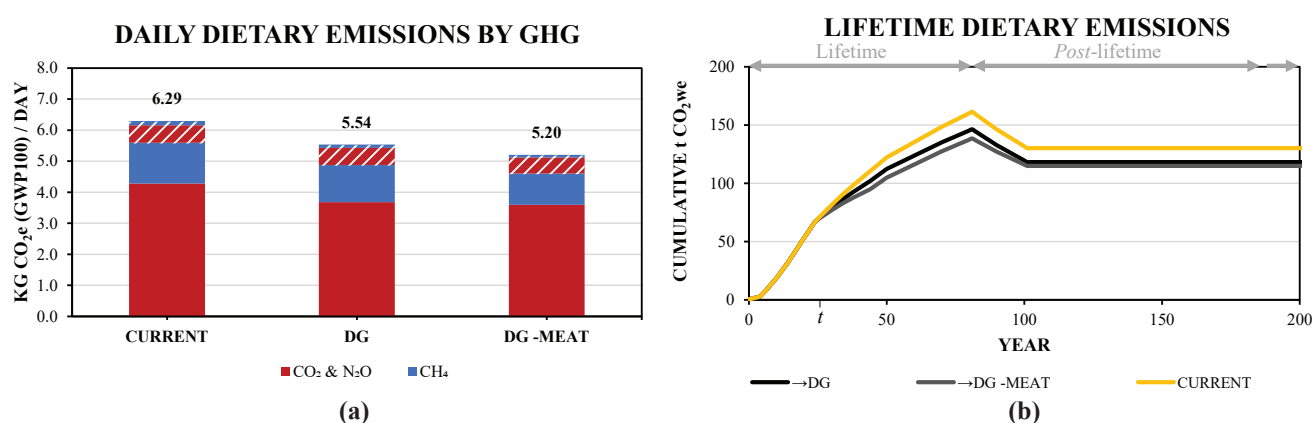 DAILY DIETARY EMISSIONS BY GHG
KG CO₂e (GWP100) / DAY
8.0
7.0
6.0
5.0
4.0
3.0
2.0
1.0
0.0
6.29
5.54
5.20
CURRENT
DG
DG -MEAT
CO₂ & N₂O
CH₄
(a)
LIFETIME DIETARY EMISSIONS
Lifetime
Post-lifetime
CUMULATIVE t CO₂we
200
150
100
50
0
0
t
50
100
150
200
YEAR
→DG
→DG -MEAT
CURRENT
(b)